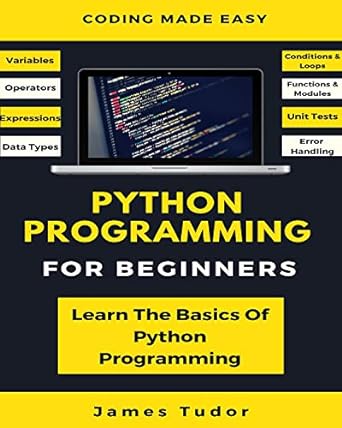 CODING MADE EASY
Variables
Operators
Expressions
Data Types
Conditions &
Loops
Functions &
Modules
Unit Tests
Error
Handling
PYTHON
PROGRAMMING
FOR BEGINNERS
Learn The Basics Of
Python
Programming
James Tudor